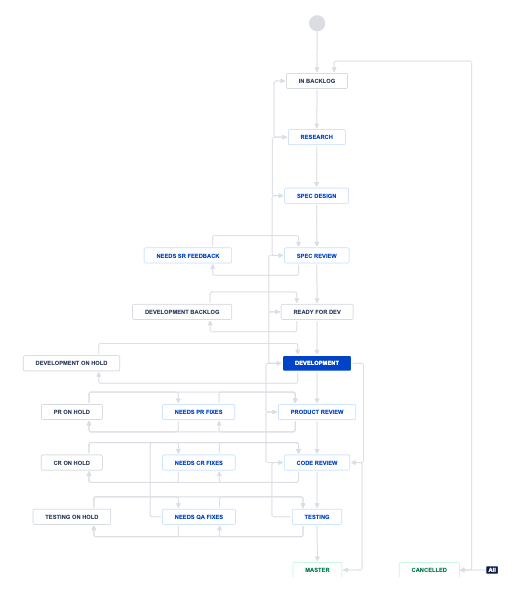 IN BACKLOG
RESEARCH
SPEC DESIGN
NEEDS SR FEEDBACK
SPEC REVIEW
DEVELOPMENT BACKLOG
READY FOR DEV
DEVELOPMENT ON HOLD
DEVELOPMENT
PR ON HOLD
NEEDS PR FIXES
PRODUCT REVIEW
CR ON HOLD
NEEDS CR FIXES
CODE REVIEW
TESTING ON HOLD
NEEDS QA FIXES
TESTING
MASTER
CANCELLED
All